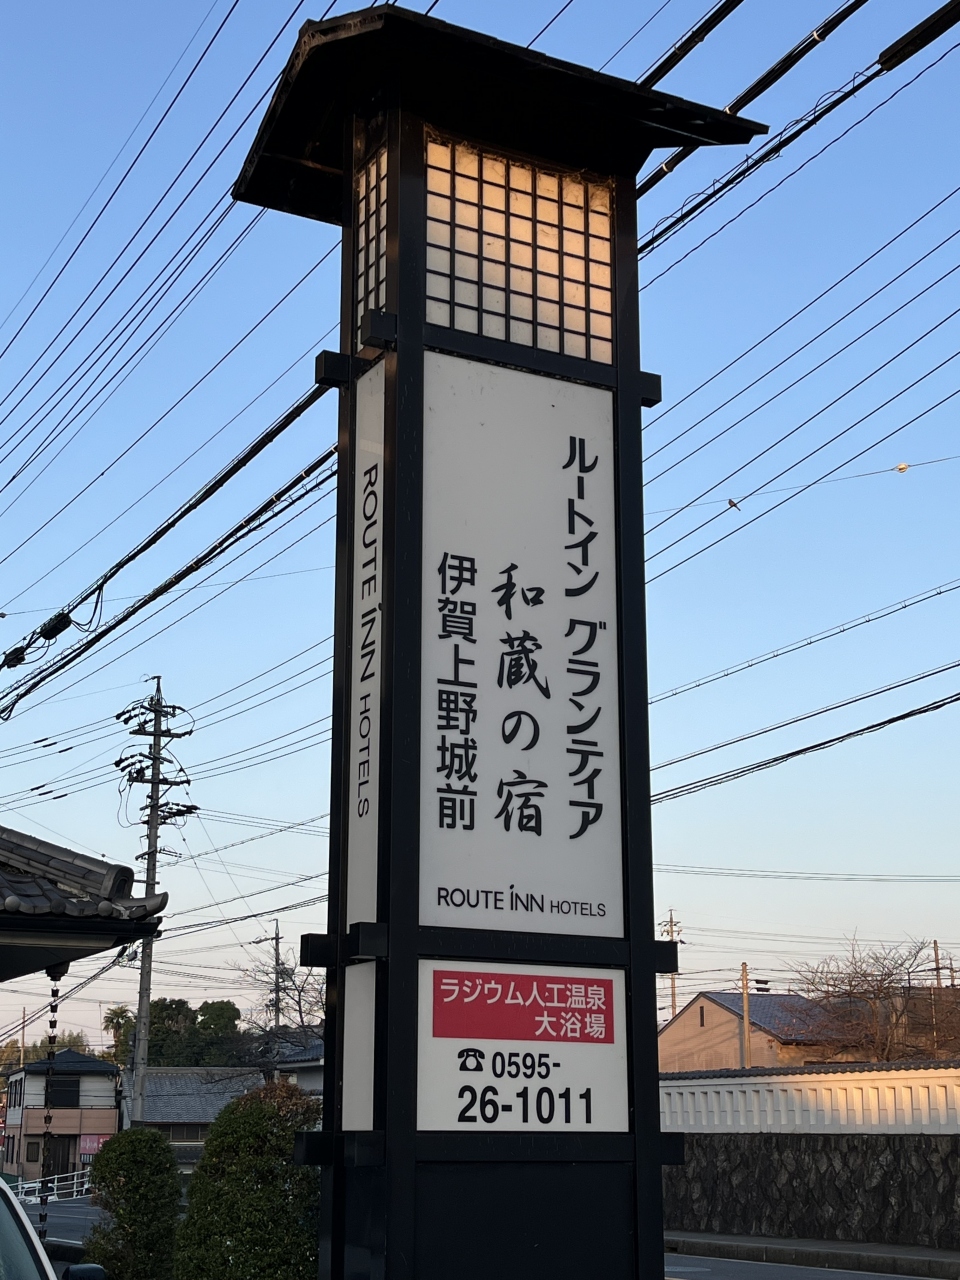 ルートイン グランティア
和蔵の宿
伊賀上野城前
ROUTE INN HOTELS
ラジウム人工温泉
大浴場
☎0595-
26-1011
ROUTE INN HOTELS